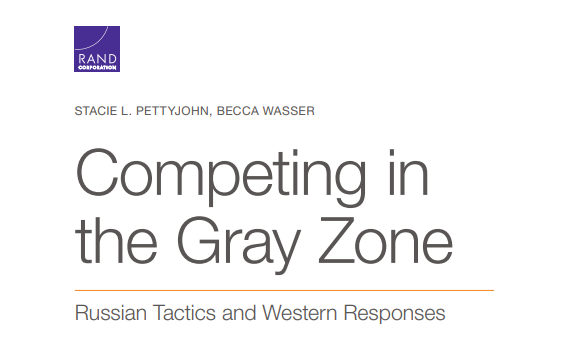 RAND
CORPORATION
STACIE L. PETTYJOHN, BECCA WASSER
Competing in
the Gray Zone
Russian Tactics and Western Responses